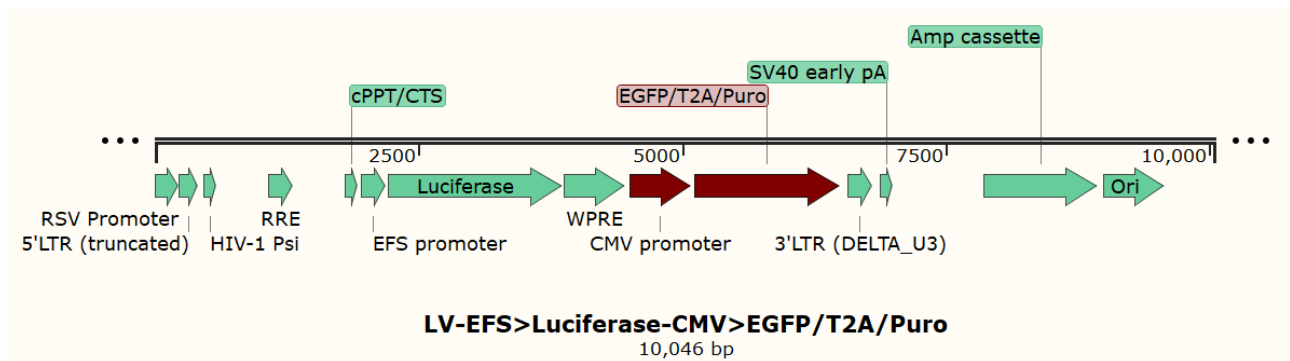 Amp cassette
SV40 early pA
cPPT/CTS EGFP/T2A/Puro
••• •••
2500 5000 7500 10,000
Luciferase Ori
RSV Promoter RRE WPRE
5'LTR (truncated) HIV-1 Psi EFS promoter CMV promoter 3'LTR (DELTA_U3)
LV-EFS>Luciferase-CMV>EGFP/T2A/Puro
10,046 bp